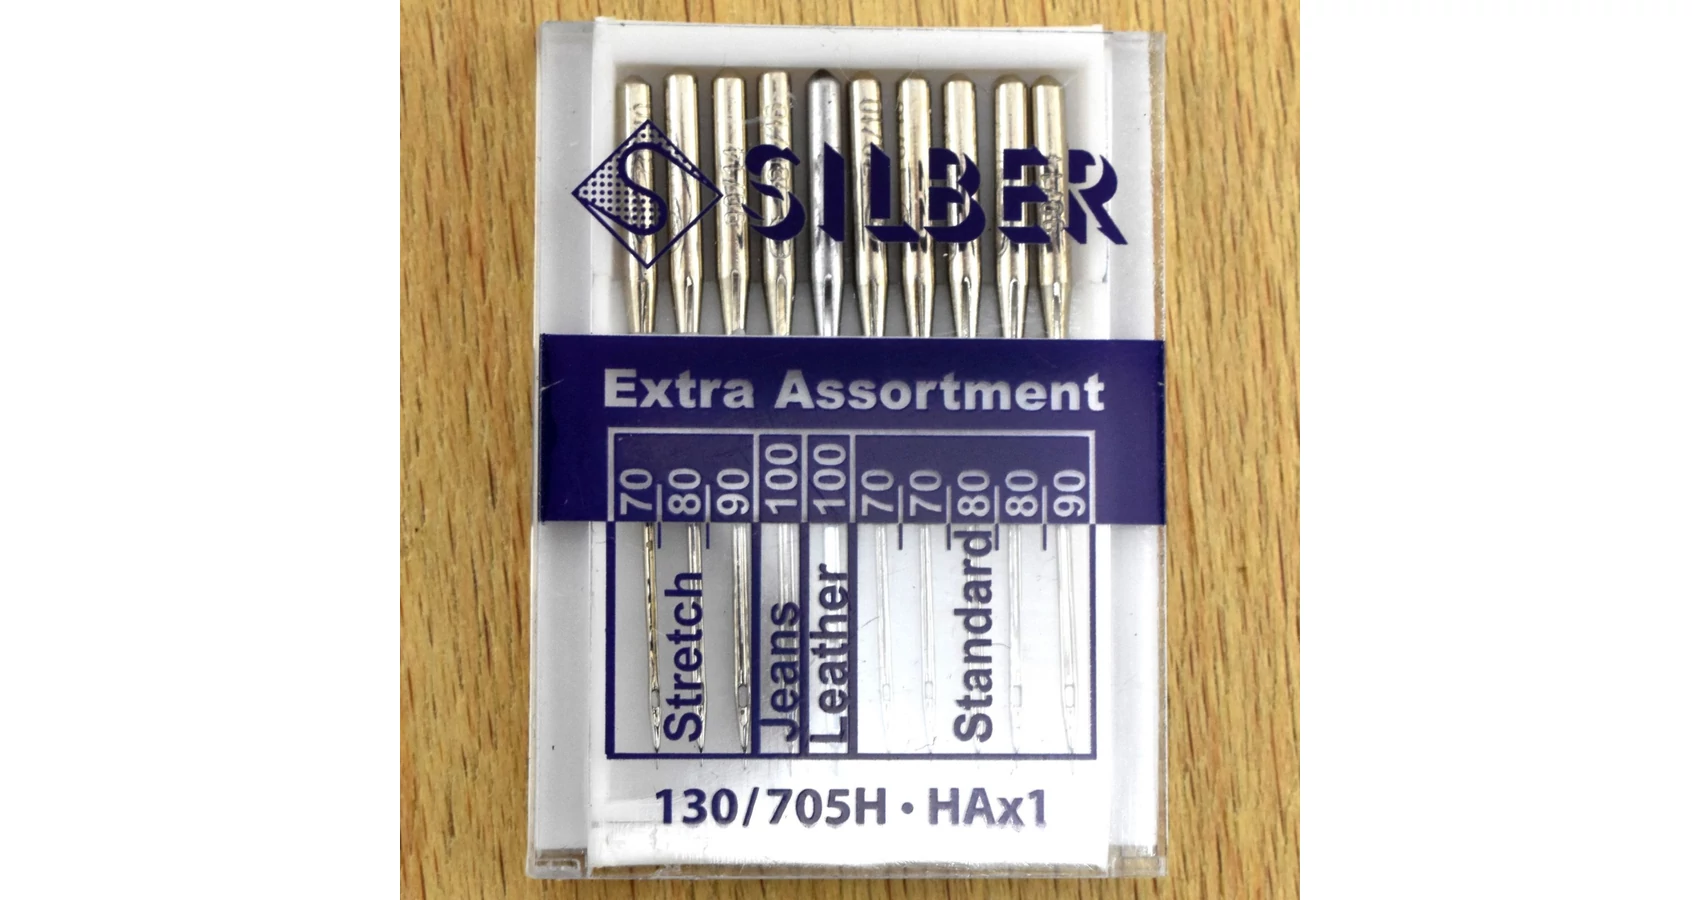 S SILBER
Extra Assortment
70 80 90 100 100 70 70 80 80 90
Stretch Jeans Leather Standard
130/705H • HAx1